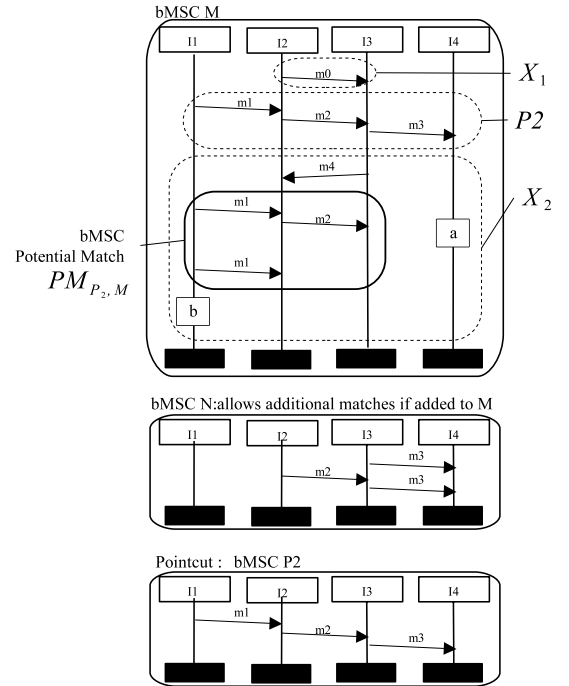 bMSC M
I1 I2 I3 I4
m0
X1
m1
m2
m3
P2
m4
X2
bMSC
Potential Match
PM P2, M
m1
m2
a
m1
b
bMSC N:allows additional matches if added to M
I1 I2 I3 I4
m3
m2
m3
Pointcut : bMSC P2
I1 I2 I3 I4
m1
m2
m3